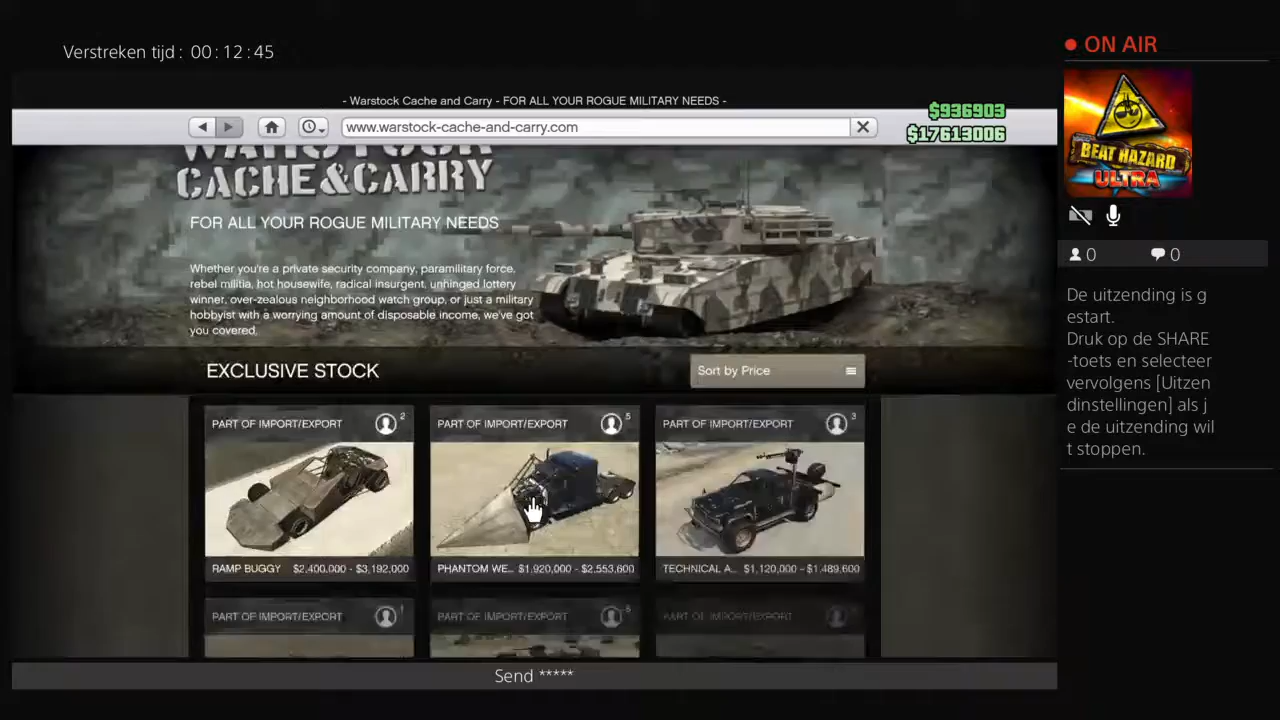 Verstreken tijd : 00 : 12 : 45
ON AIR
- Warstock Cache and Carry - FOR ALL YOUR ROGUE MILITARY NEEDS -
$936903
www.warstock-cache-and-carry.com
$17613006
BEAT HAZARD
ULTRA
WARSTOCK
CACHE&CARRY
FOR ALL YOUR ROGUE MILITARY NEEDS
0 0
Whether you're a private security company, paramilitary force,
rebel militia, hot housewife, radical insurgent, unhinged lottery
winner, over-zealous neighborhood watch group, or just a military
hobbyist with a worrying amount of disposable income, we've got
you covered.
De uitzending is g
estart.
Druk op de SHARE
-toets en selecteer
vervolgens [Uitzen
dinstellingen] als j
e de uitzending wil
t stoppen.
EXCLUSIVE STOCK
Sort by Price
PART OF IMPORT/EXPORT 2
PART OF IMPORT/EXPORT 5
PART OF IMPORT/EXPORT 3
RAMP BUGGY $2,400,000 - $3,192,000
PHANTOM WE... $1,920,000 - $2,553,600
TECHNICAL A... $1,120,000 - $1,489,600
PART OF IMPORT/EXPORT
PART OF IMPORT/EXPORT
PART OF IMPORT/EXPORT
Send *****